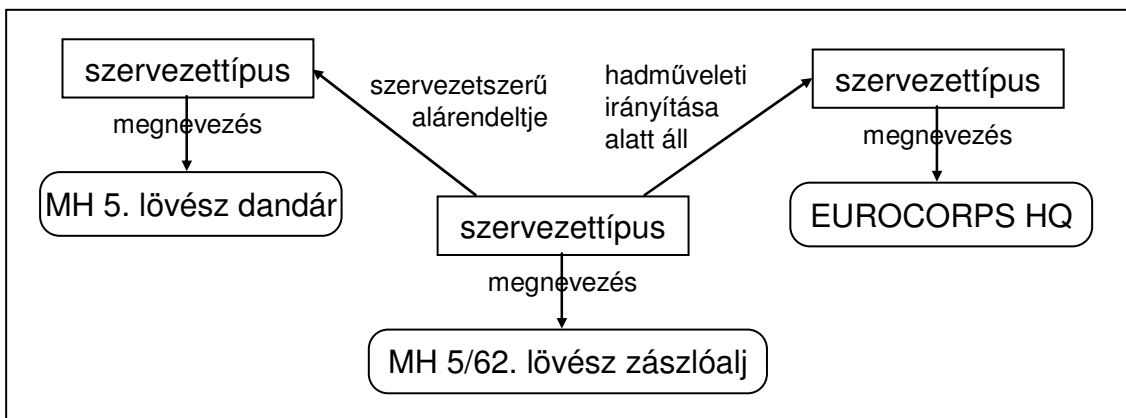 szervezettípus
megnevezés
MH 5. lövész dandár
szervezetszerű
alárendeltje
hadműveleti
irányítása
alatt áll
szervezettípus
megnevezés
EUROCORPS HQ
szervezettípus
megnevezés
MH 5/62. lövész zászlóalj